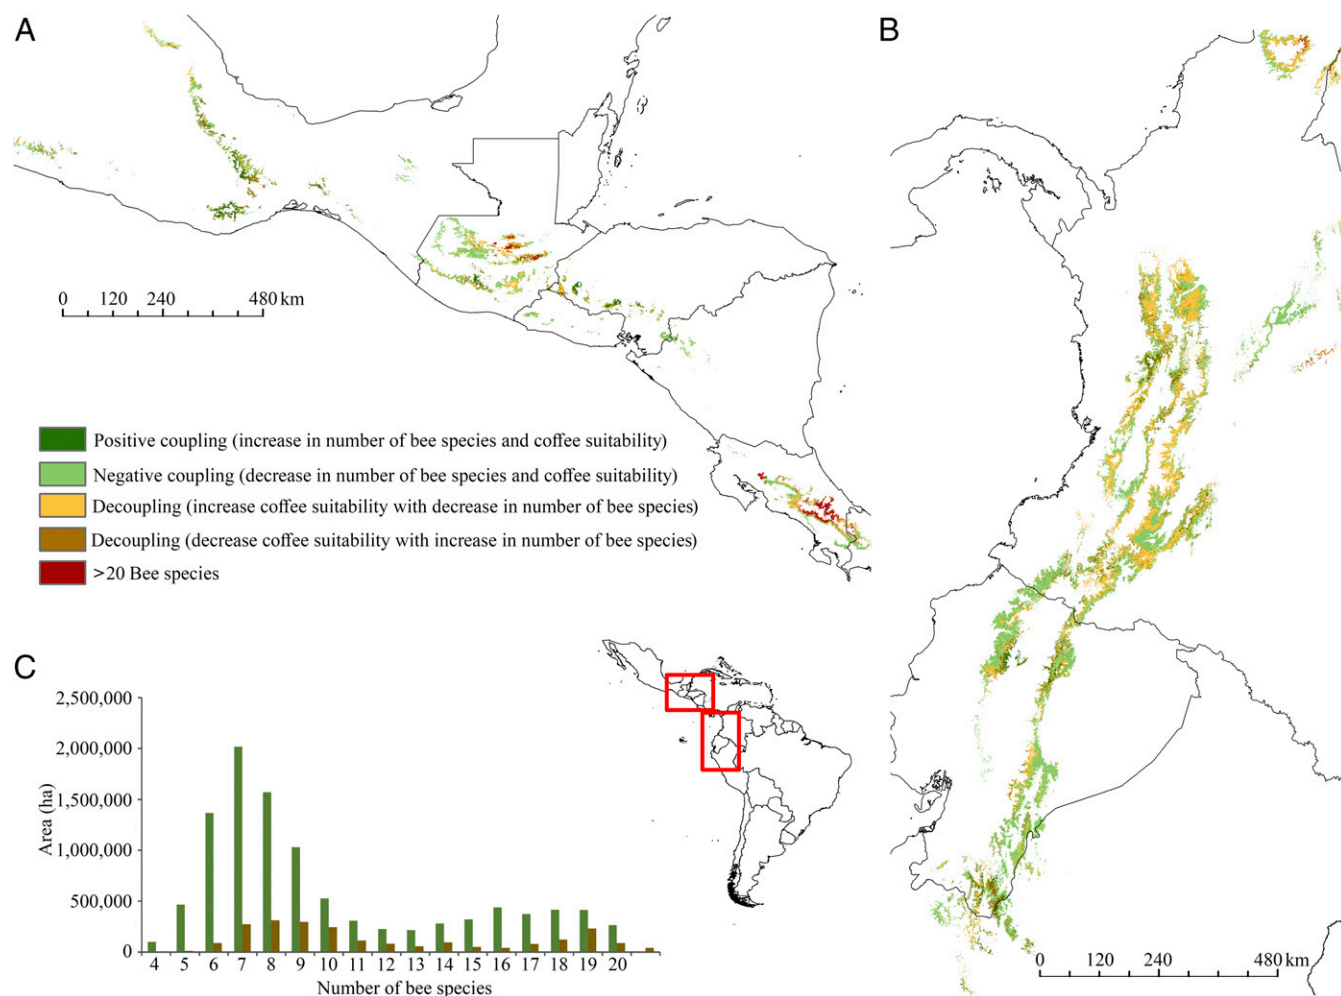 A
B
0 120 240 480 km
Positive coupling (increase in number of bee species and coffee suitability)
Negative coupling (decrease in number of bee species and coffee suitability)
Decoupling (increase coffee suitability with decrease in number of bee species)
Decoupling (decrease coffee suitability with increase in number of bee species)
>20 Bee species
C
2,500,000
2,000,000
1,500,000
1,000,000
500,000
0
Area (ha)
4 5 6 7 8 9 10 11 12 13 14 15 16 17 18 19 20
Number of bee species
0 120 240 480 km